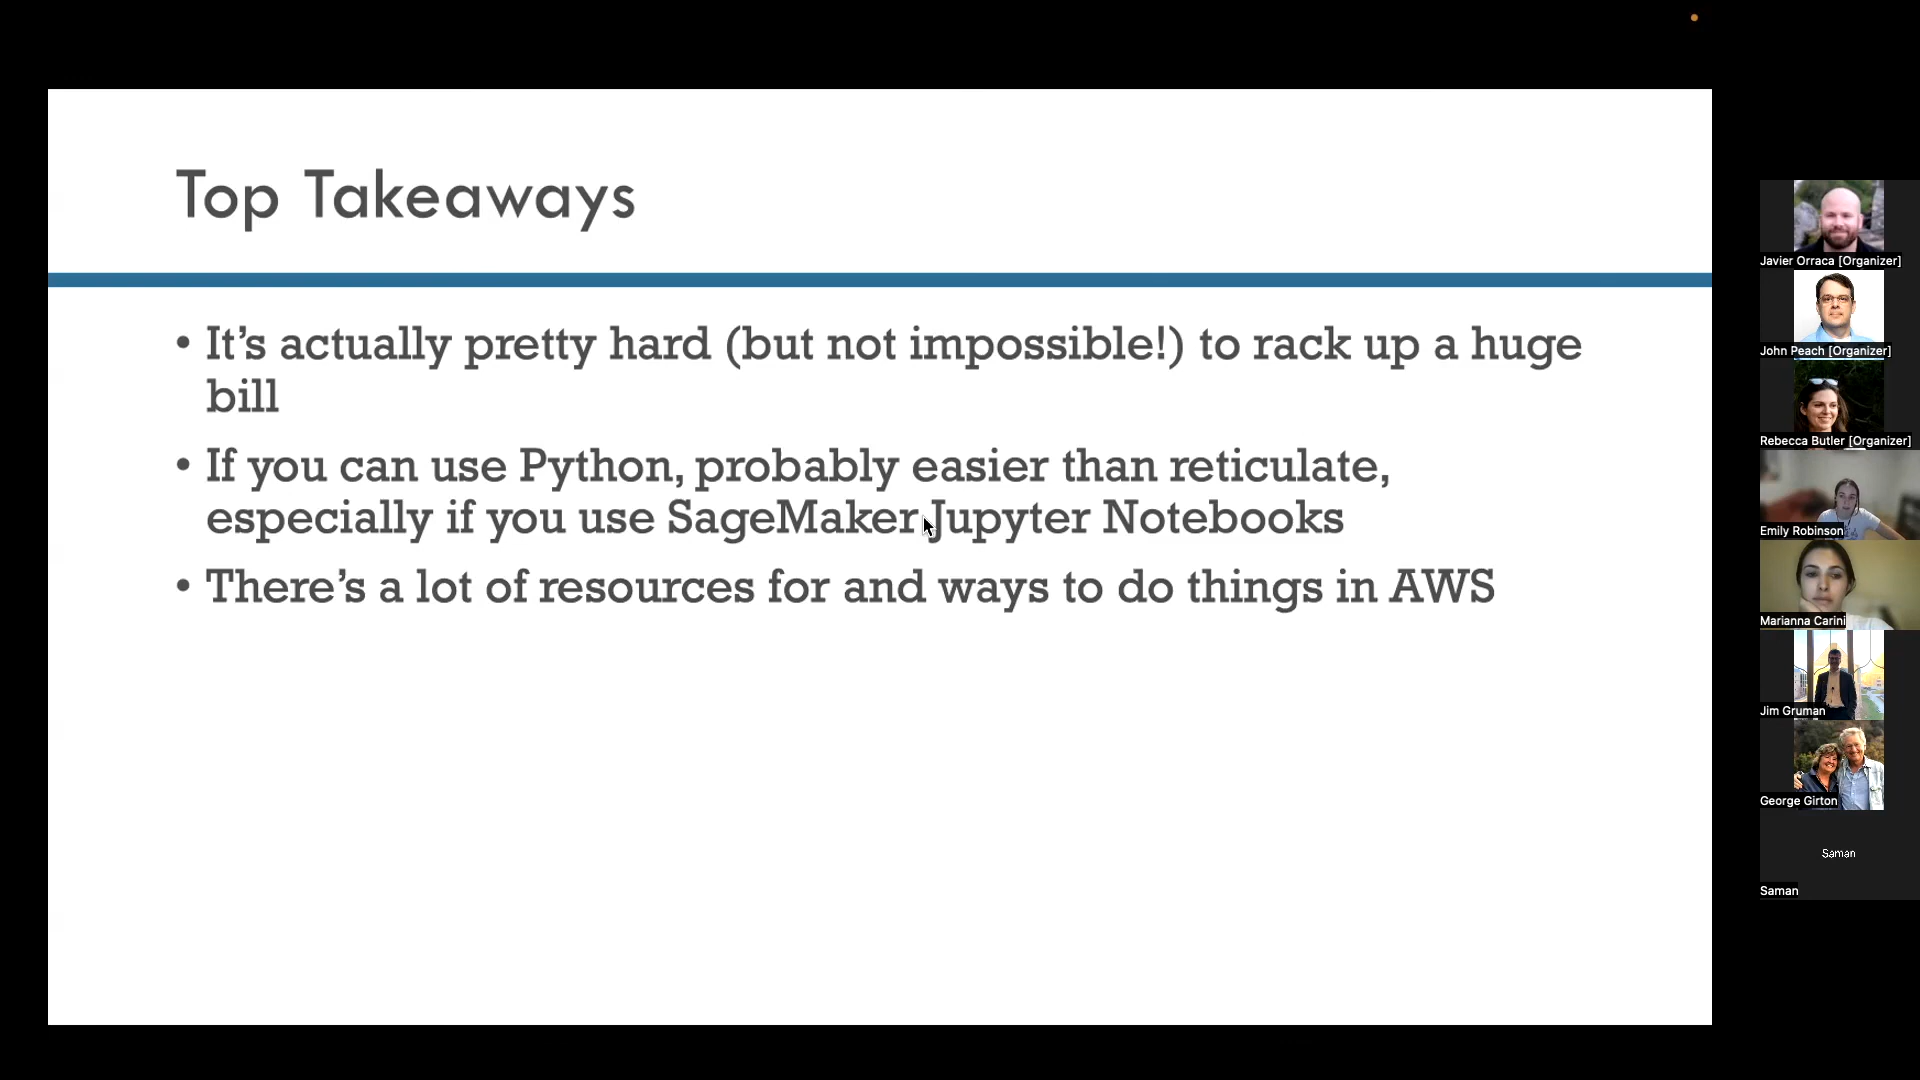 Top Takeaways
• It's actually pretty hard (but not impossible!) to rack up a huge
bill
• If you can use Python, probably easier than reticulate,
especially if you use SageMaker Jupyter Notebooks
• There's a lot of resources for and ways to do things in AWS
Javier Orraca [Organizer]
John Peach [Organizer]
Rebecca Butler [Organizer]
Emily Robinson
Marianna Carini
Jim Gruman
George Girton
Saman
Saman